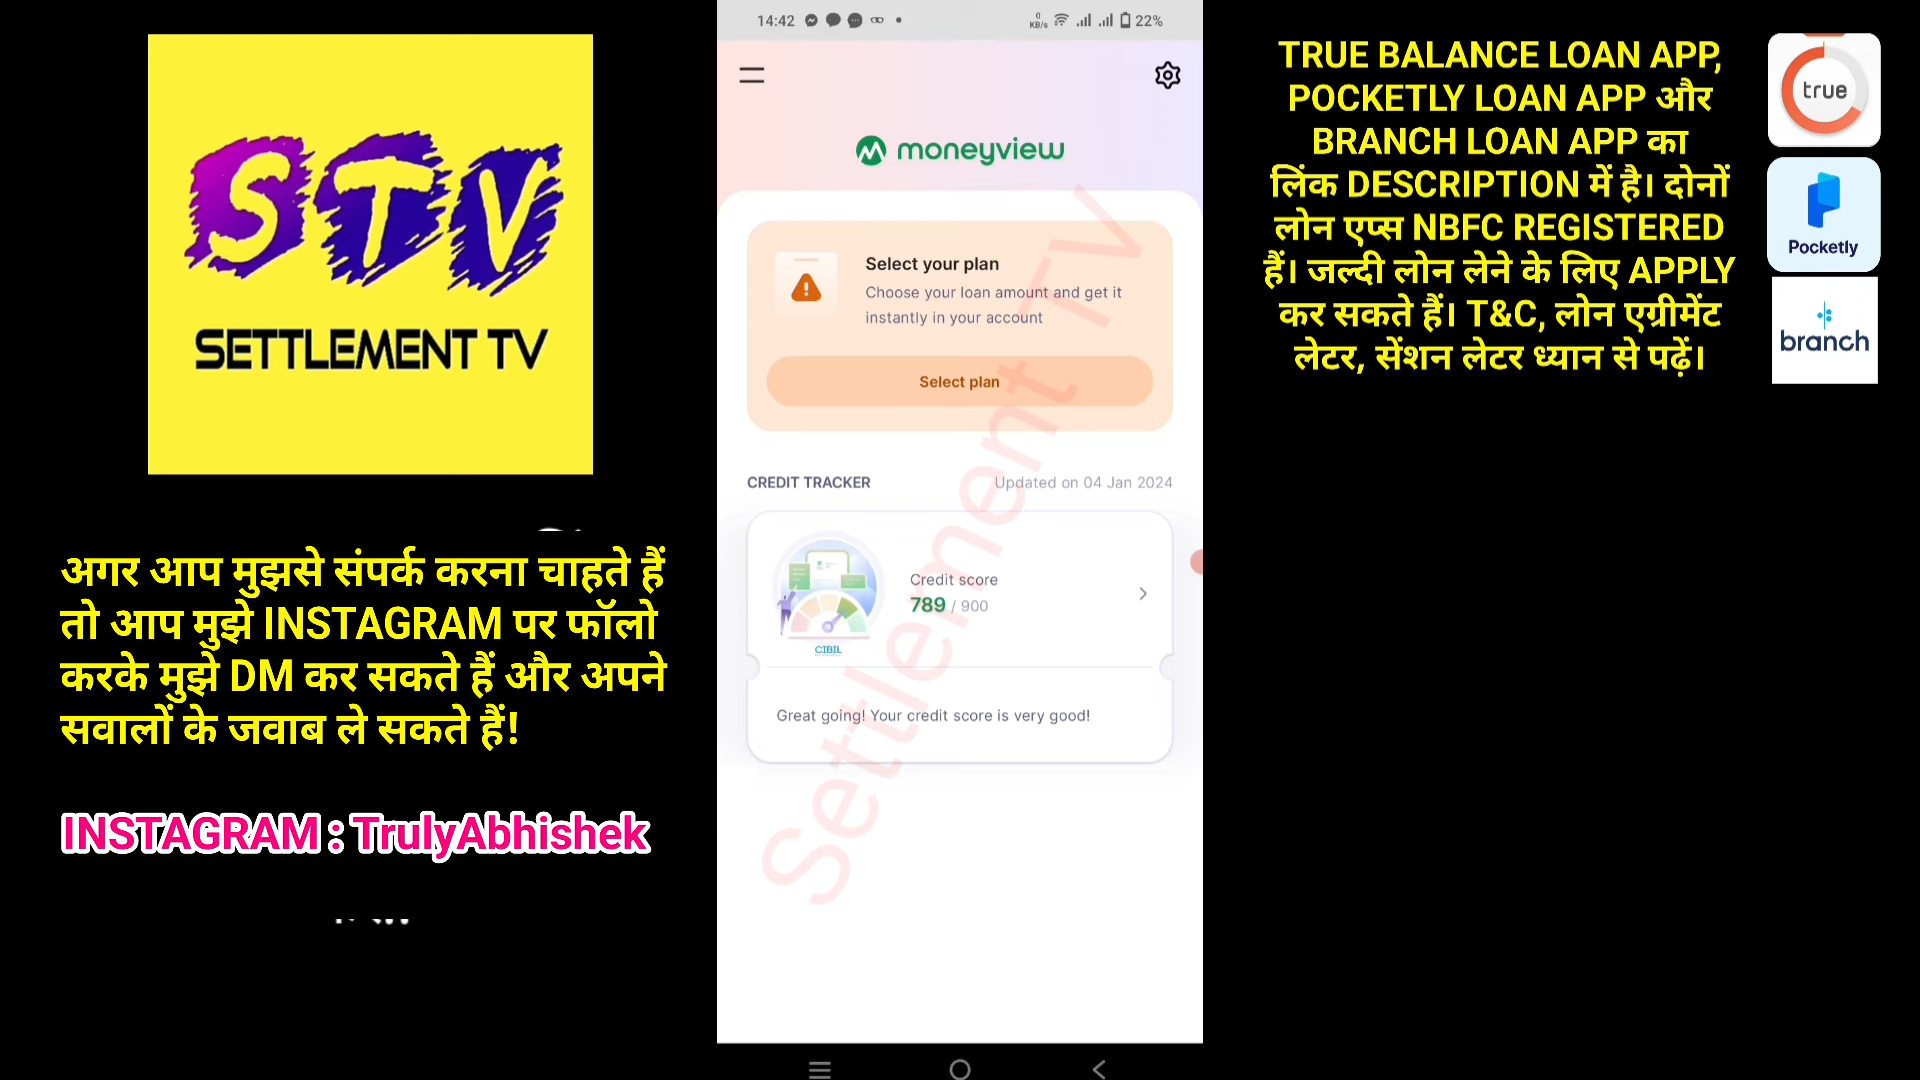 STV
SETTLEMENT TV
अगर आप मुझसे संपर्क करना चाहते हैं
तो आप मुझे INSTAGRAM पर फॉलो
करके मुझे DM कर सकते हैं और अपने
सवालों के जवाब ले सकते हैं!
INSTAGRAM : TrulyAbhishek
14:42
0
KB/s
22%
moneyview
Select your plan
Choose your loan amount and get it
instantly in your account
Select plan
CREDIT TRACKER
Updated on 04 Jan 2024
Credit score
789 / 900
CIBIL
Great going! Your credit score is very good!
Settlement TV
TRUE BALANCE LOAN APP,
POCKETLY LOAN APP और
BRANCH LOAN APP का
लिंक DESCRIPTION में है। दोनों
लोन एप्स NBFC REGISTERED
हैं। जल्दी लोन लेने के लिए APPLY
कर सकते हैं। T&C, लोन एग्रीमेंट
लेटर, सेंशन लेटर ध्यान से पढ़ें।
true
Pocketly
branch